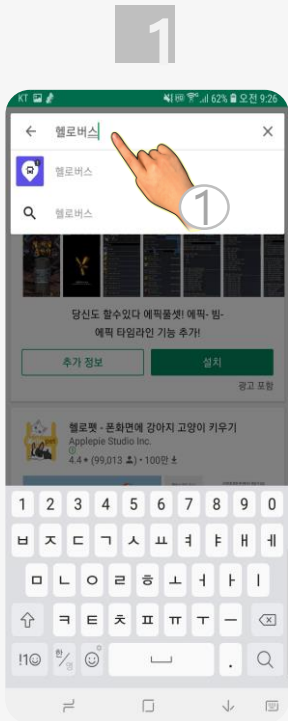 1
KT 62% 오전 9:26
헬로버스
헬로버스
헬로버스
1
당신도 할수있다 에픽풀셋! 에픽- 빔-
에픽 타임라인 기능 추가!
추가 정보 설치
광고 포함
헬로펫 - 폰화면에 강아지 고양이 키우기
Applepie Studio Inc.
4.4 * (99,013 ) • 100만 ±
1 2 3 4 5 6 7 8 9 0
ㅂ ㅈ ㄷ ㄱ ㅅ ㅛ ㅕ ㅑ ㅐ ㅔ
ㅁ ㄴ ㅇ ㄹ ㅎ ㅗ ㅓ ㅏ ㅣ
ㅋ ㅌ ㅊ ㅍ ㅠ ㅜ ㅡ
!1☺ 한/영 .